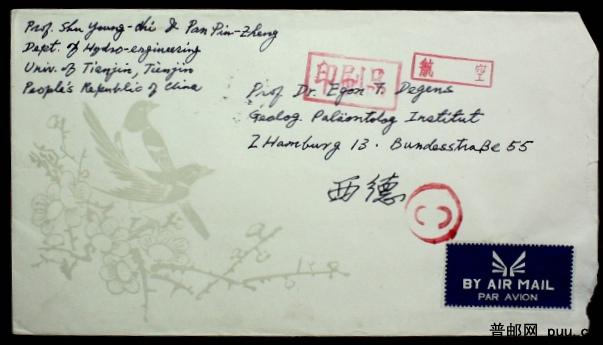 Prof. Shu Young-chi & Pan Pin-Zheng
Dept. of Hydro-engineering
Univ. of Tienjin, Tienjin
People's Republic of China
印刷品
航空
Prof. Dr. Egon T. Degens
Geolog. Paläontolog Institut
2 Hamburg 13. Bundesstraße 55
西德
BY AIR MAIL
PAR AVION
普邮网 puu.c